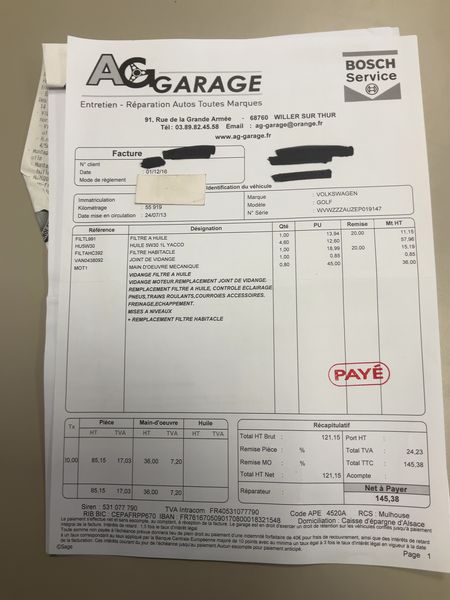 AG GARAGE
BOSCH
Service
Entretien - Réparation Autos Toutes Marques
91, Rue de la Grande Armée - 68760 WILLER SUR THUR
Tél : 03.89.82.45.58 Email : ag-garage@orange.fr
www.ag-garage.fr
Facture
N° client
Date : 01/12/16
Mode de règlement
Identification du véhicule
Immatriculation
Kilométrage : 55 919
Date mise en circulation : 24/07/13
Marque : VOLKSWAGEN
Modèle : GOLF
N° Série : WVWZZZAUZEP019147
Référence Désignation Qté PU Remise Mt HT
FILTL991 FILTRE A HUILE 1,00 13,94 20,00 11,15
HU5W30 HUILE 5W30 1L YACCO 4,60 12,60 57,96
FILTAHC392 FILTRE HABITACLE 1,00 18,99 20,00 15,19
VAN0438092 JOINT DE VIDANGE 1,00 0,85 0,85
MOT1 MAIN D'OEUVRE MECANIQUE 0,80 45,00 36,00
VIDANGE FILTRE A HUILE
VIDANGE MOTEUR.REMPLACEMENT JOINT DE VIDANGE.
REMPLACEMENT FILTRE A HUILE, CONTROLE ECLAIRAGE
PNEUS,TRAINS ROULANTS,COURROIES ACCESSOIRES.
FREINAGE,ECHAPPEMENT.
MISES A NIVEAUX
+ REMPLACEMENT FILTRE HABITACLE
PAYÉ
Tx Pièce Main-d'oeuvre Huile
HT TVA HT TVA HT TVA
20,00 85,15 17,03 36,00 7,20
85,15 17,03 36,00 7,20
Récapitulatif
Total HT Brut : 121,15 Port HT :
Remise Pièce : % Total TVA : 24,23
Remise MO : % Total TTC : 145,38
Total HT Net : 121,15 Acompte :
Réparateur Net à Payer
145,38
Siren : 531 077 790 TVA Intracom FR40531077790 Code APE 4520A RCS : Mulhouse
RIB BIC : CEPAFRPP670 IBAN : FR7616705090170800018321548 Domiciliation : Caisse d'épargne d'Alsace
©Sage
Page 1